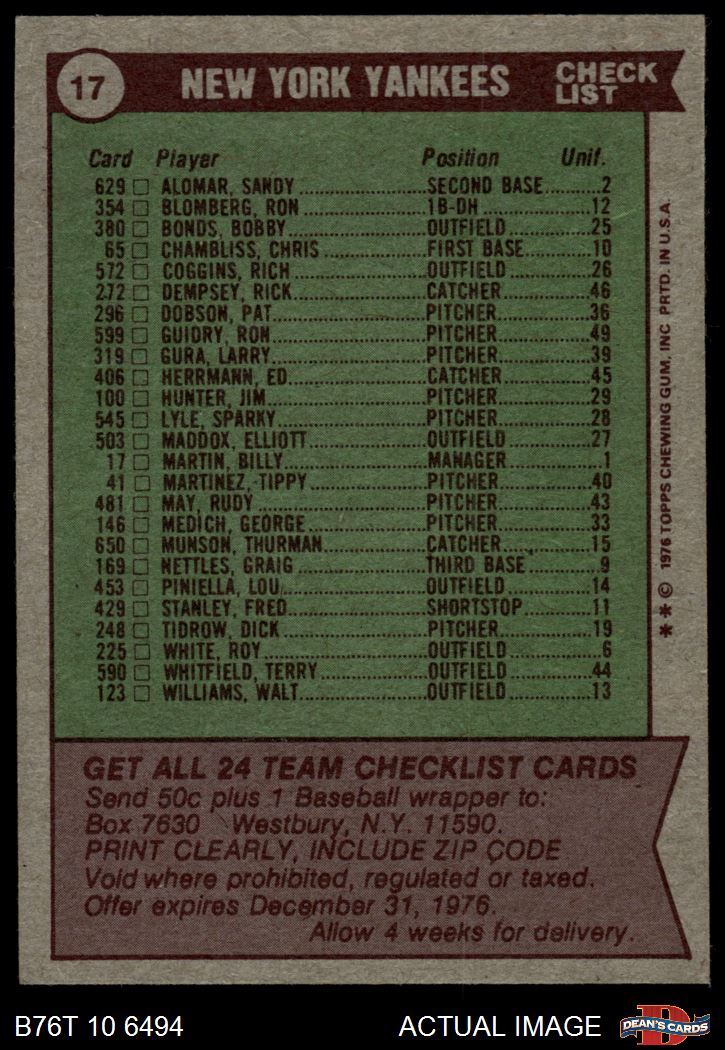 17 NEW YORK YANKEES CHECK LIST
Card Player Position Unif.
629 ALOMAR, SANDY SECOND BASE 2
354 BLOMBERG, RON 1B-DH 12
380 BONDS, BOBBY OUTFIELD 25
65 CHAMBLISS, CHRIS FIRST BASE 10
572 COGGINS, RICH OUTFIELD 26
272 DEMPSEY, RICK CATCHER 46
296 DOBSON, PAT PITCHER 36
599 GUIDRY, RON PITCHER 49
319 GURA, LARRY PITCHER 39
406 HERRMANN, ED CATCHER 45
100 HUNTER, JIM PITCHER 29
545 LYLE, SPARKY PITCHER 28
503 MADDOX, ELLIOTT OUTFIELD 27
17 MARTIN, BILLY MANAGER 1
41 MARTINEZ, TIPPY PITCHER 40
481 MAY, RUDY PITCHER 43
146 MEDICH, GEORGE PITCHER 33
650 MUNSON, THURMAN CATCHER 15
169 NETTLES, GRAIG THIRD BASE 9
453 PINIELLA, LOU OUTFIELD 14
429 STANLEY, FRED SHORTSTOP 11
248 TIDROW, DICK PITCHER 19
225 WHITE, ROY OUTFIELD 6
590 WHITFIELD, TERRY OUTFIELD 44
123 WILLIAMS, WALT OUTFIELD 13
* * © 1976 TOPPS CHEWING GUM, INC PRTD. IN U.S.A.
GET ALL 24 TEAM CHECKLIST CARDS
Send 50c plus 1 Baseball wrapper to:
Box 7630 Westbury, N.Y. 11590.
PRINT CLEARLY, INCLUDE ZIP CODE
Void where prohibited, regulated or taxed.
Offer expires December 31, 1976.
Allow 4 weeks for delivery.
B76T 10 6494 ACTUAL IMAGE DEAN'S CARDS